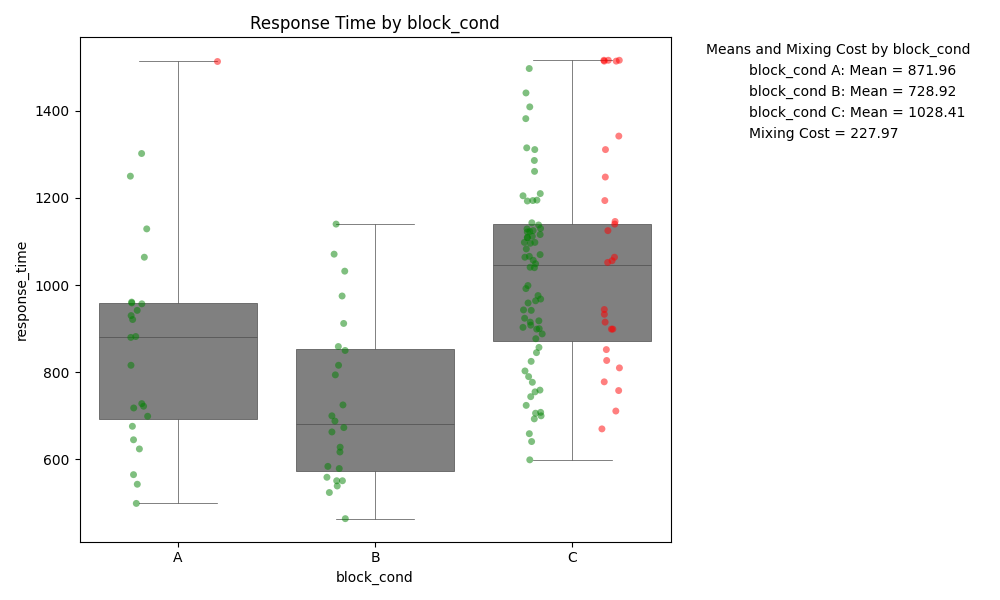 Response Time by block_cond
Means and Mixing Cost by block_cond
block_cond A: Mean = 871.96
block_cond B: Mean = 728.92
block_cond C: Mean = 1028.41
Mixing Cost = 227.97
response_time
1400
1200
1000
800
600
A
B
C
block_cond